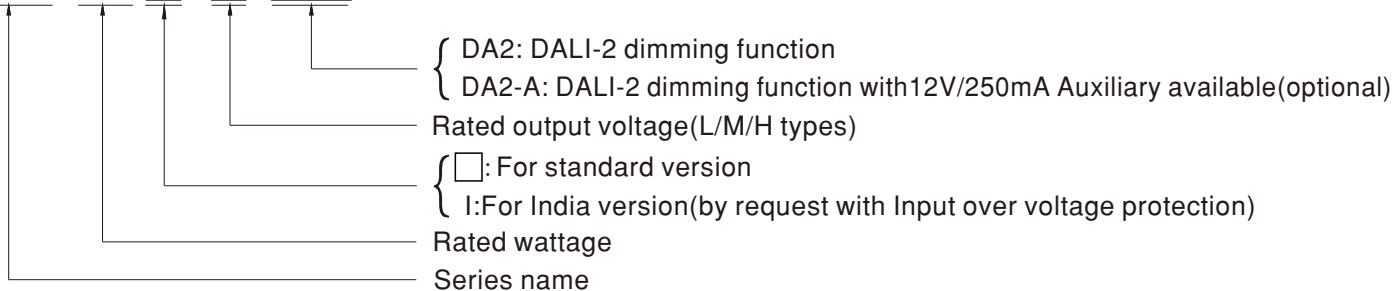 DA2: DALI-2 dimming function
DA2-A: DALI-2 dimming function with12V/250mA Auxiliary available(optional)
Rated output voltage(L/M/H types)
□: For standard version
I:For India version(by request with Input over voltage protection)
Rated wattage
Series name